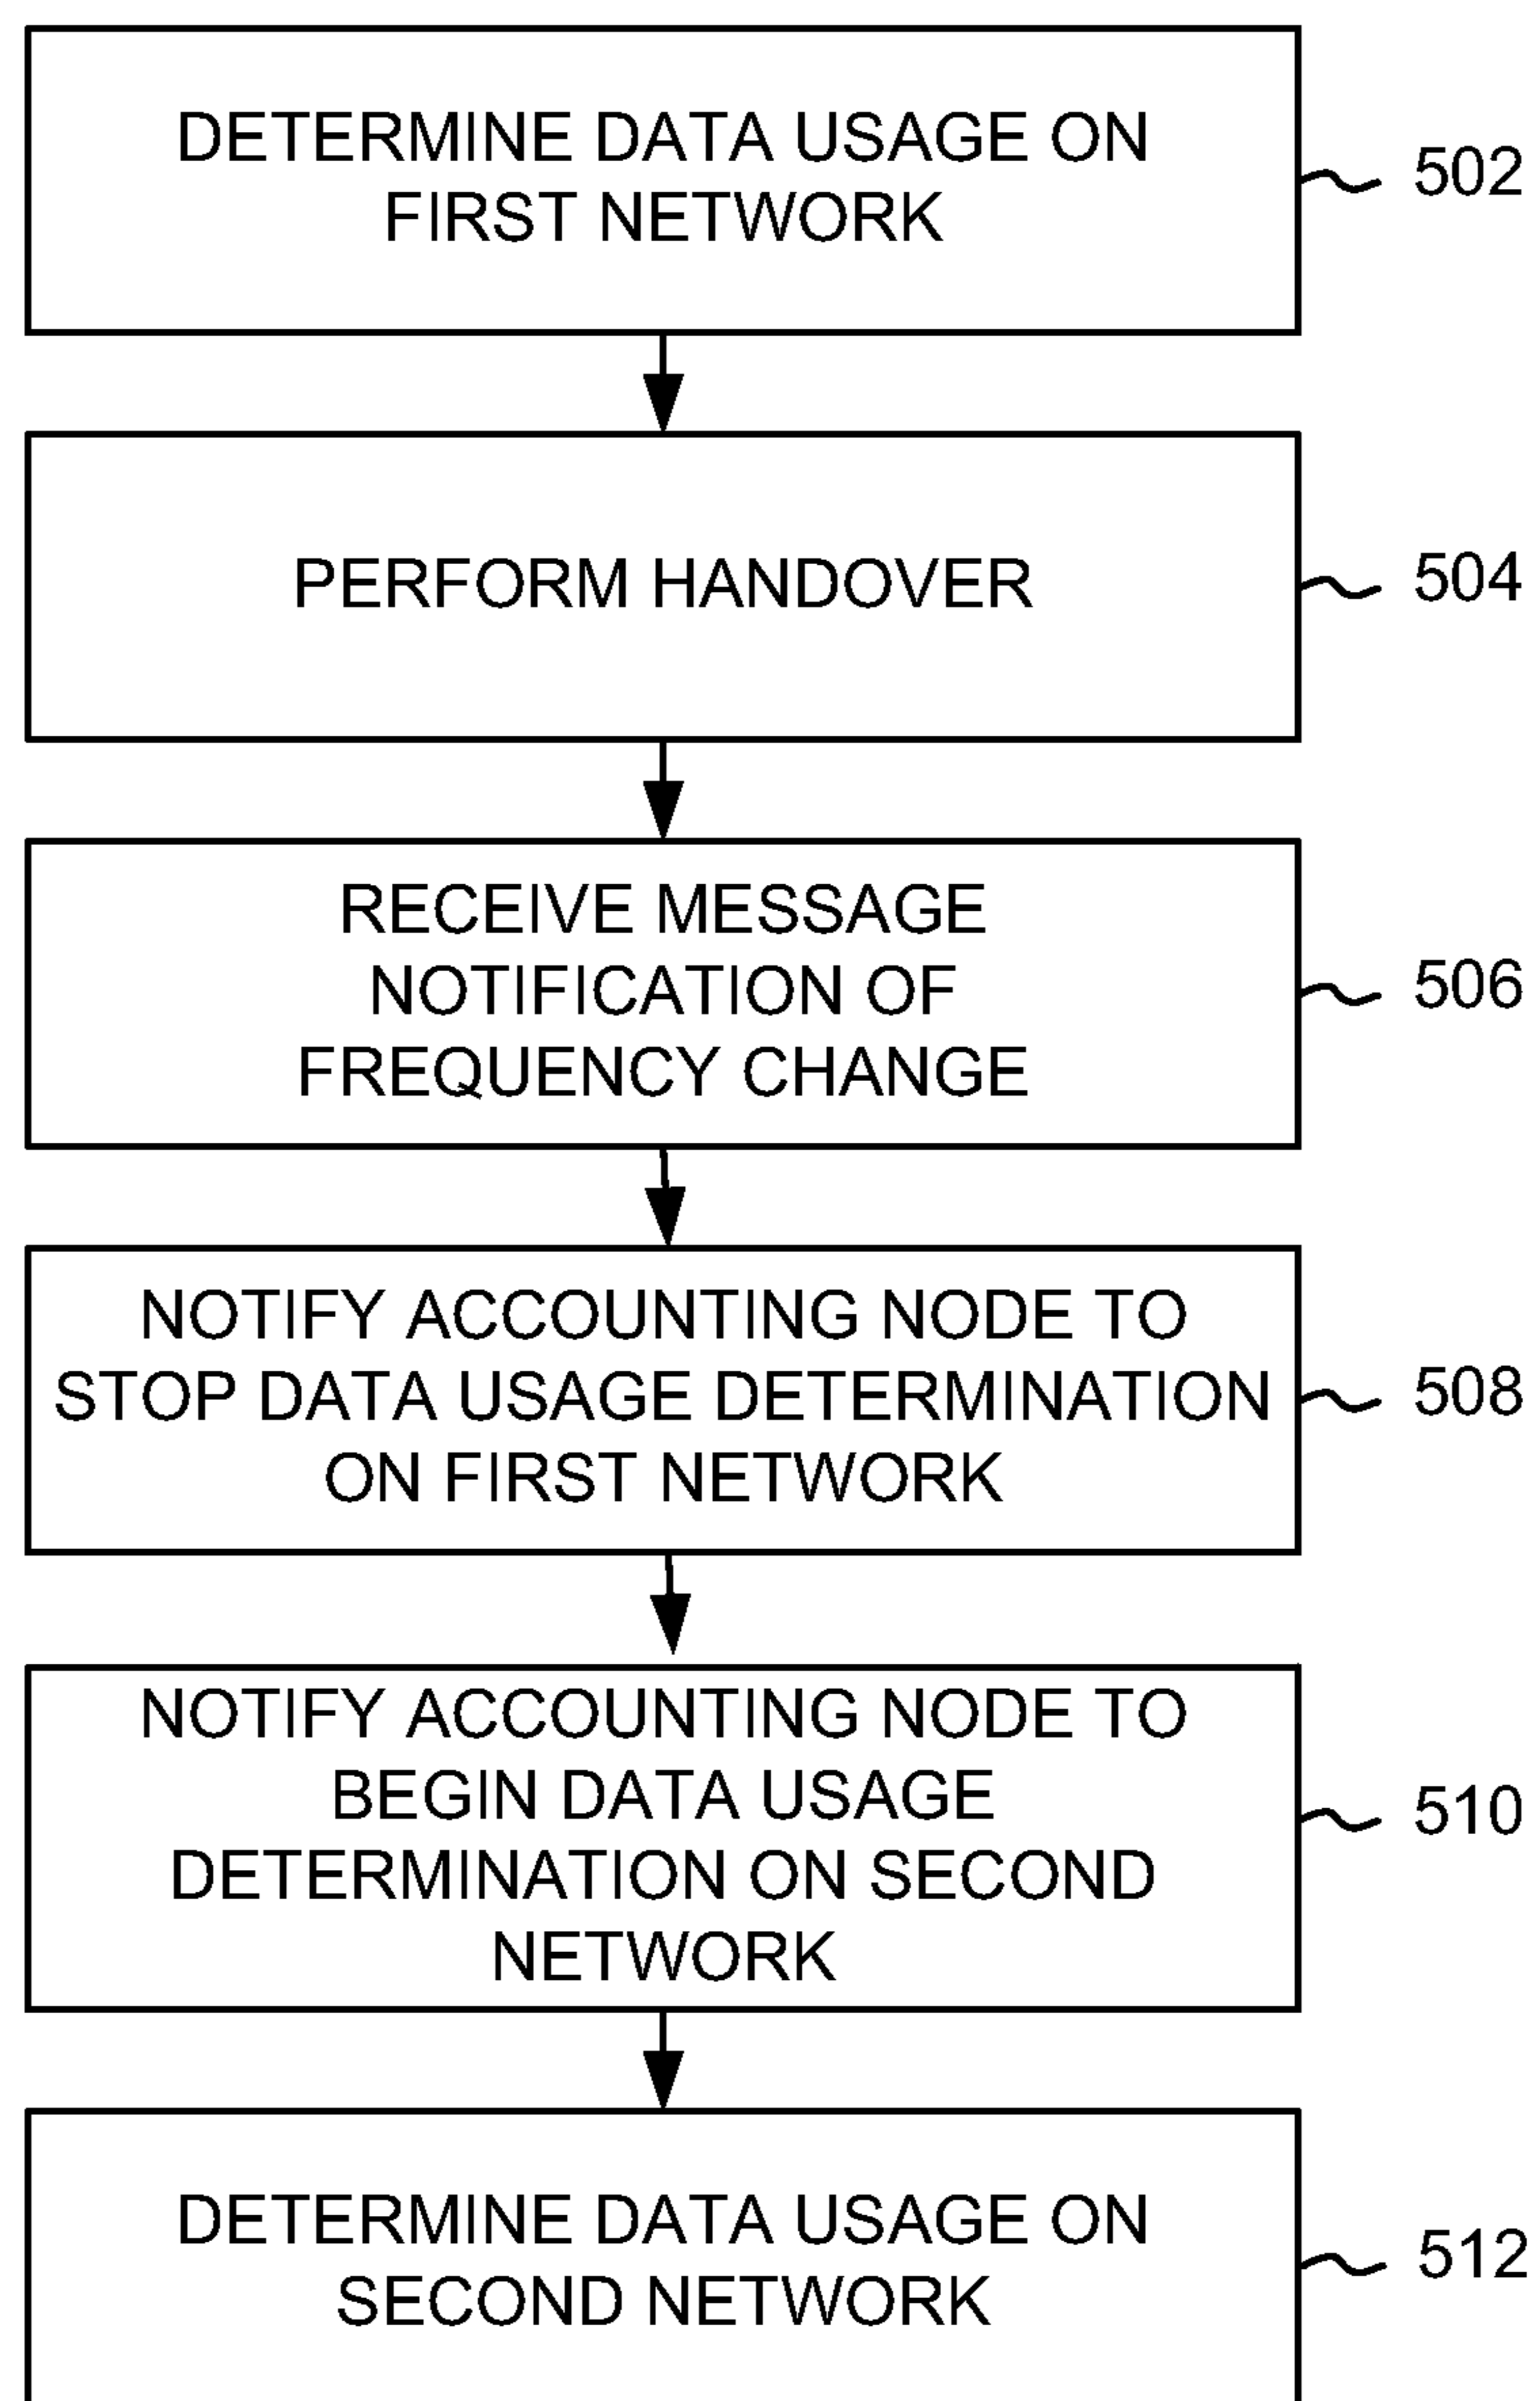 DETERMINE DATA USAGE ON
FIRST NETWORK
502
PERFORM HANDOVER
504
RECEIVE MESSAGE
NOTIFICATION OF
FREQUENCY CHANGE
506
NOTIFY ACCOUNTING NODE TO
STOP DATA USAGE DETERMINATION
ON FIRST NETWORK
508
NOTIFY ACCOUNTING NODE TO
BEGIN DATA USAGE
DETERMINATION ON SECOND
NETWORK
510
DETERMINE DATA USAGE ON
SECOND NETWORK
512